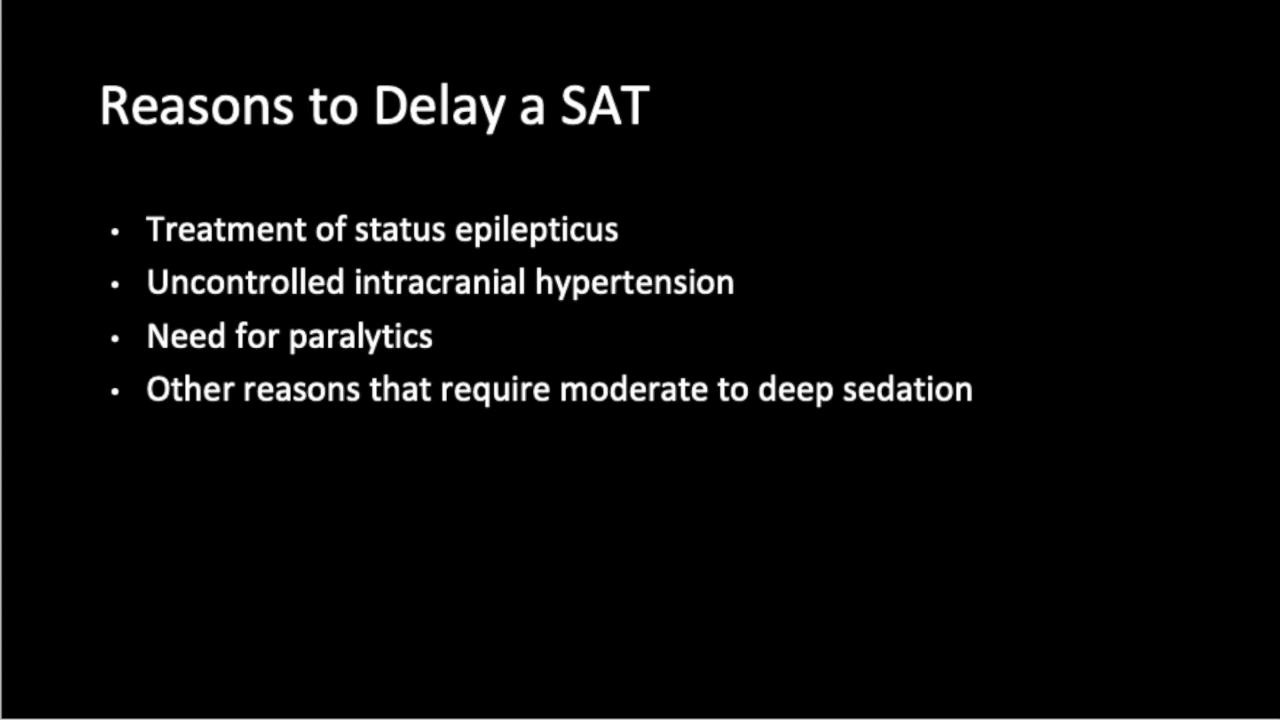 Reasons to Delay a SAT
• Treatment of status epilepticus
• Uncontrolled intracranial hypertension
• Need for paralytics
• Other reasons that require moderate to deep sedation